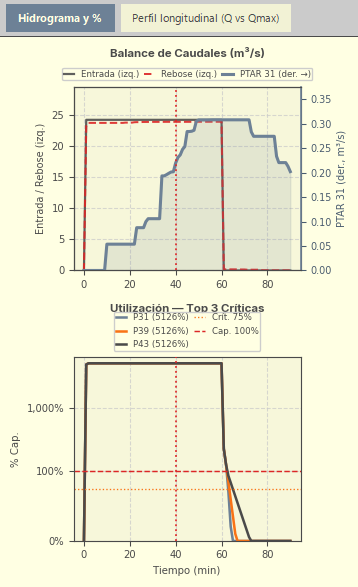 Hidrograma y %
Perfil longitudinal (Q vs Qmax)
Balance de Caudales (m³/s)
Entrada (izq.) Rebose (izq.) PTAR 31 (der. →)
Entrada / Rebose (izq.)
25
20
15
10
5
0
0.35
0.30
0.25
0.20
0.15
0.10
0.05
0.00
PTAR 31 (der., m³/s)
0 20 40 60 80
Utilización — Top 3 Críticas
P31 (5126%) Crit. 75%
P39 (5126%) Cap. 100%
P43 (5126%)
% Cap.
1,000%
100%
0%
0 20 40 60 80
Tiempo (min)